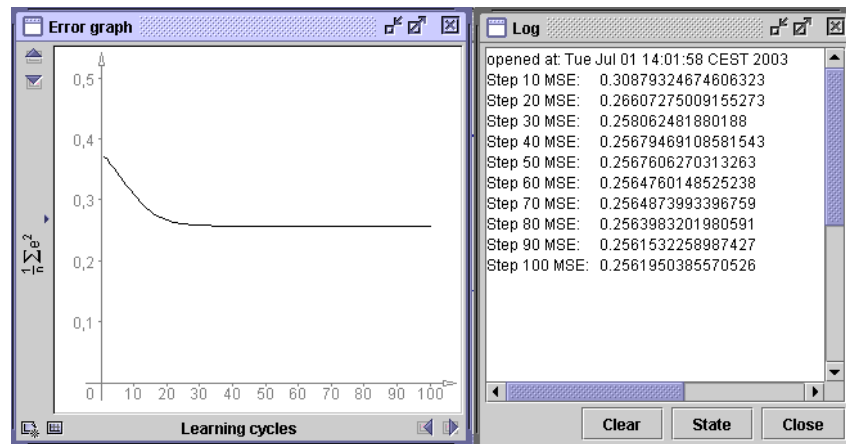 Error graph
0,5
0,4
0,3
0,2
0,1
0 10 20 30 40 50 60 70 80 90 100
1/n ∑e²
Learning cycles
Log
opened at: Tue Jul 01 14:01:58 CEST 2003
Step 10 MSE: 0.30879324674606323
Step 20 MSE: 0.26607275009155273
Step 30 MSE: 0.258062481880188
Step 40 MSE: 0.25679469108581543
Step 50 MSE: 0.2567606270313263
Step 60 MSE: 0.2564760148525238
Step 70 MSE: 0.2564873993396759
Step 80 MSE: 0.2563983201980591
Step 90 MSE: 0.2561532258987427
Step 100 MSE: 0.2561950385570526
Clear State Close